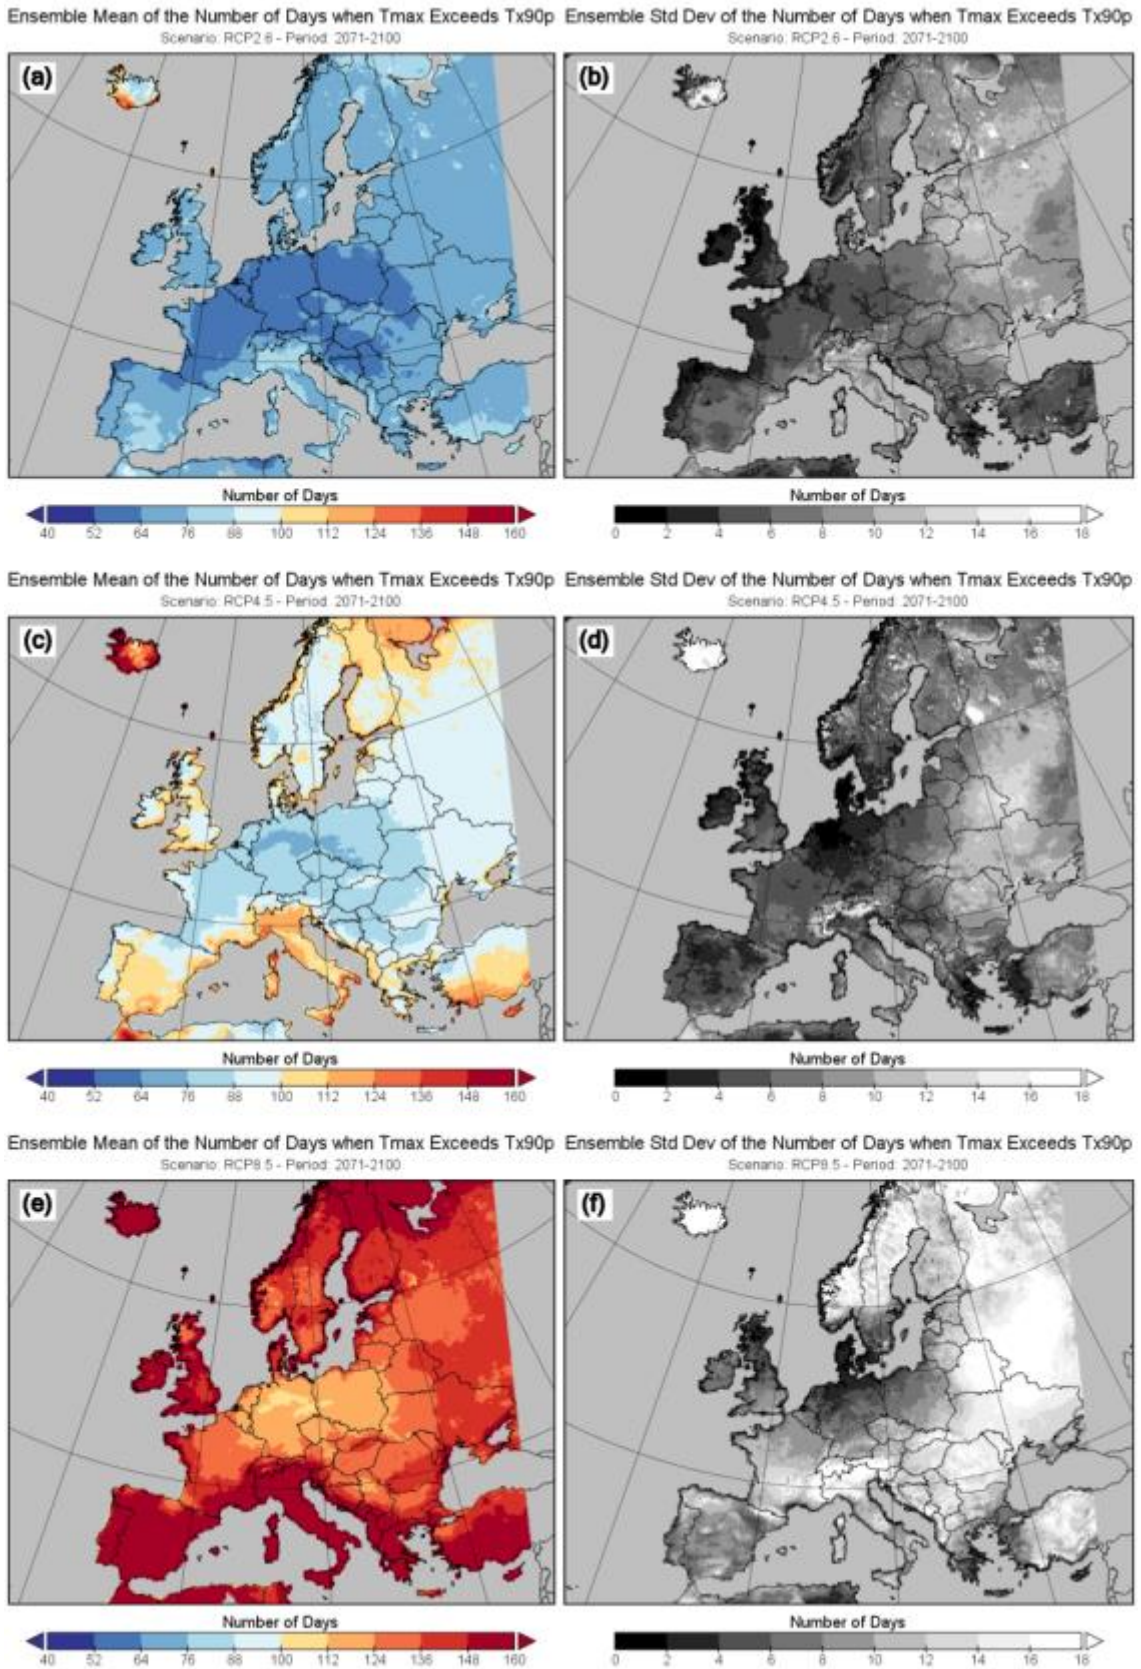 Ensemble Mean of the Number of Days when Tmax Exceeds Tx90p
Scenario: RCP2.6 - Period: 2071-2100
(a)
Number of Days
40 52 64 76 88 100 112 124 136 148 160
Ensemble Std Dev of the Number of Days when Tmax Exceeds Tx90p
Scenario: RCP2.6 - Period: 2071-2100
(b)
Number of Days
0 2 4 6 8 10 12 14 16 18
Ensemble Mean of the Number of Days when Tmax Exceeds Tx90p
Scenario: RCP4.5 - Period: 2071-2100
(c)
Number of Days
40 52 64 76 88 100 112 124 136 148 160
Ensemble Std Dev of the Number of Days when Tmax Exceeds Tx90p
Scenario: RCP4.5 - Period: 2071-2100
(d)
Number of Days
0 2 4 6 8 10 12 14 16 18
Ensemble Mean of the Number of Days when Tmax Exceeds Tx90p
Scenario: RCP8.5 - Period: 2071-2100
(e)
Number of Days
40 52 64 76 88 100 112 124 136 148 160
Ensemble Std Dev of the Number of Days when Tmax Exceeds Tx90p
Scenario: RCP8.5 - Period: 2071-2100
(f)
Number of Days
0 2 4 6 8 10 12 14 16 18